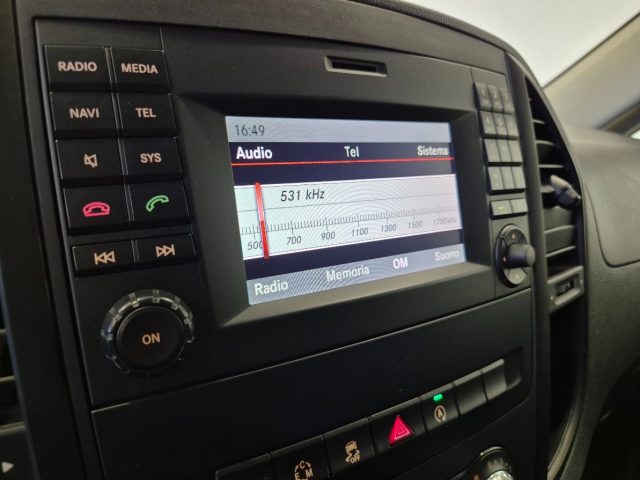 RADIO MEDIA
NAVI TEL
SYS
ON
16:49
Audio Tel Sistema
531 kHz
500 700 900 1100 1300 1500 1700 kHz
Radio Memoria OM Suono
OFF